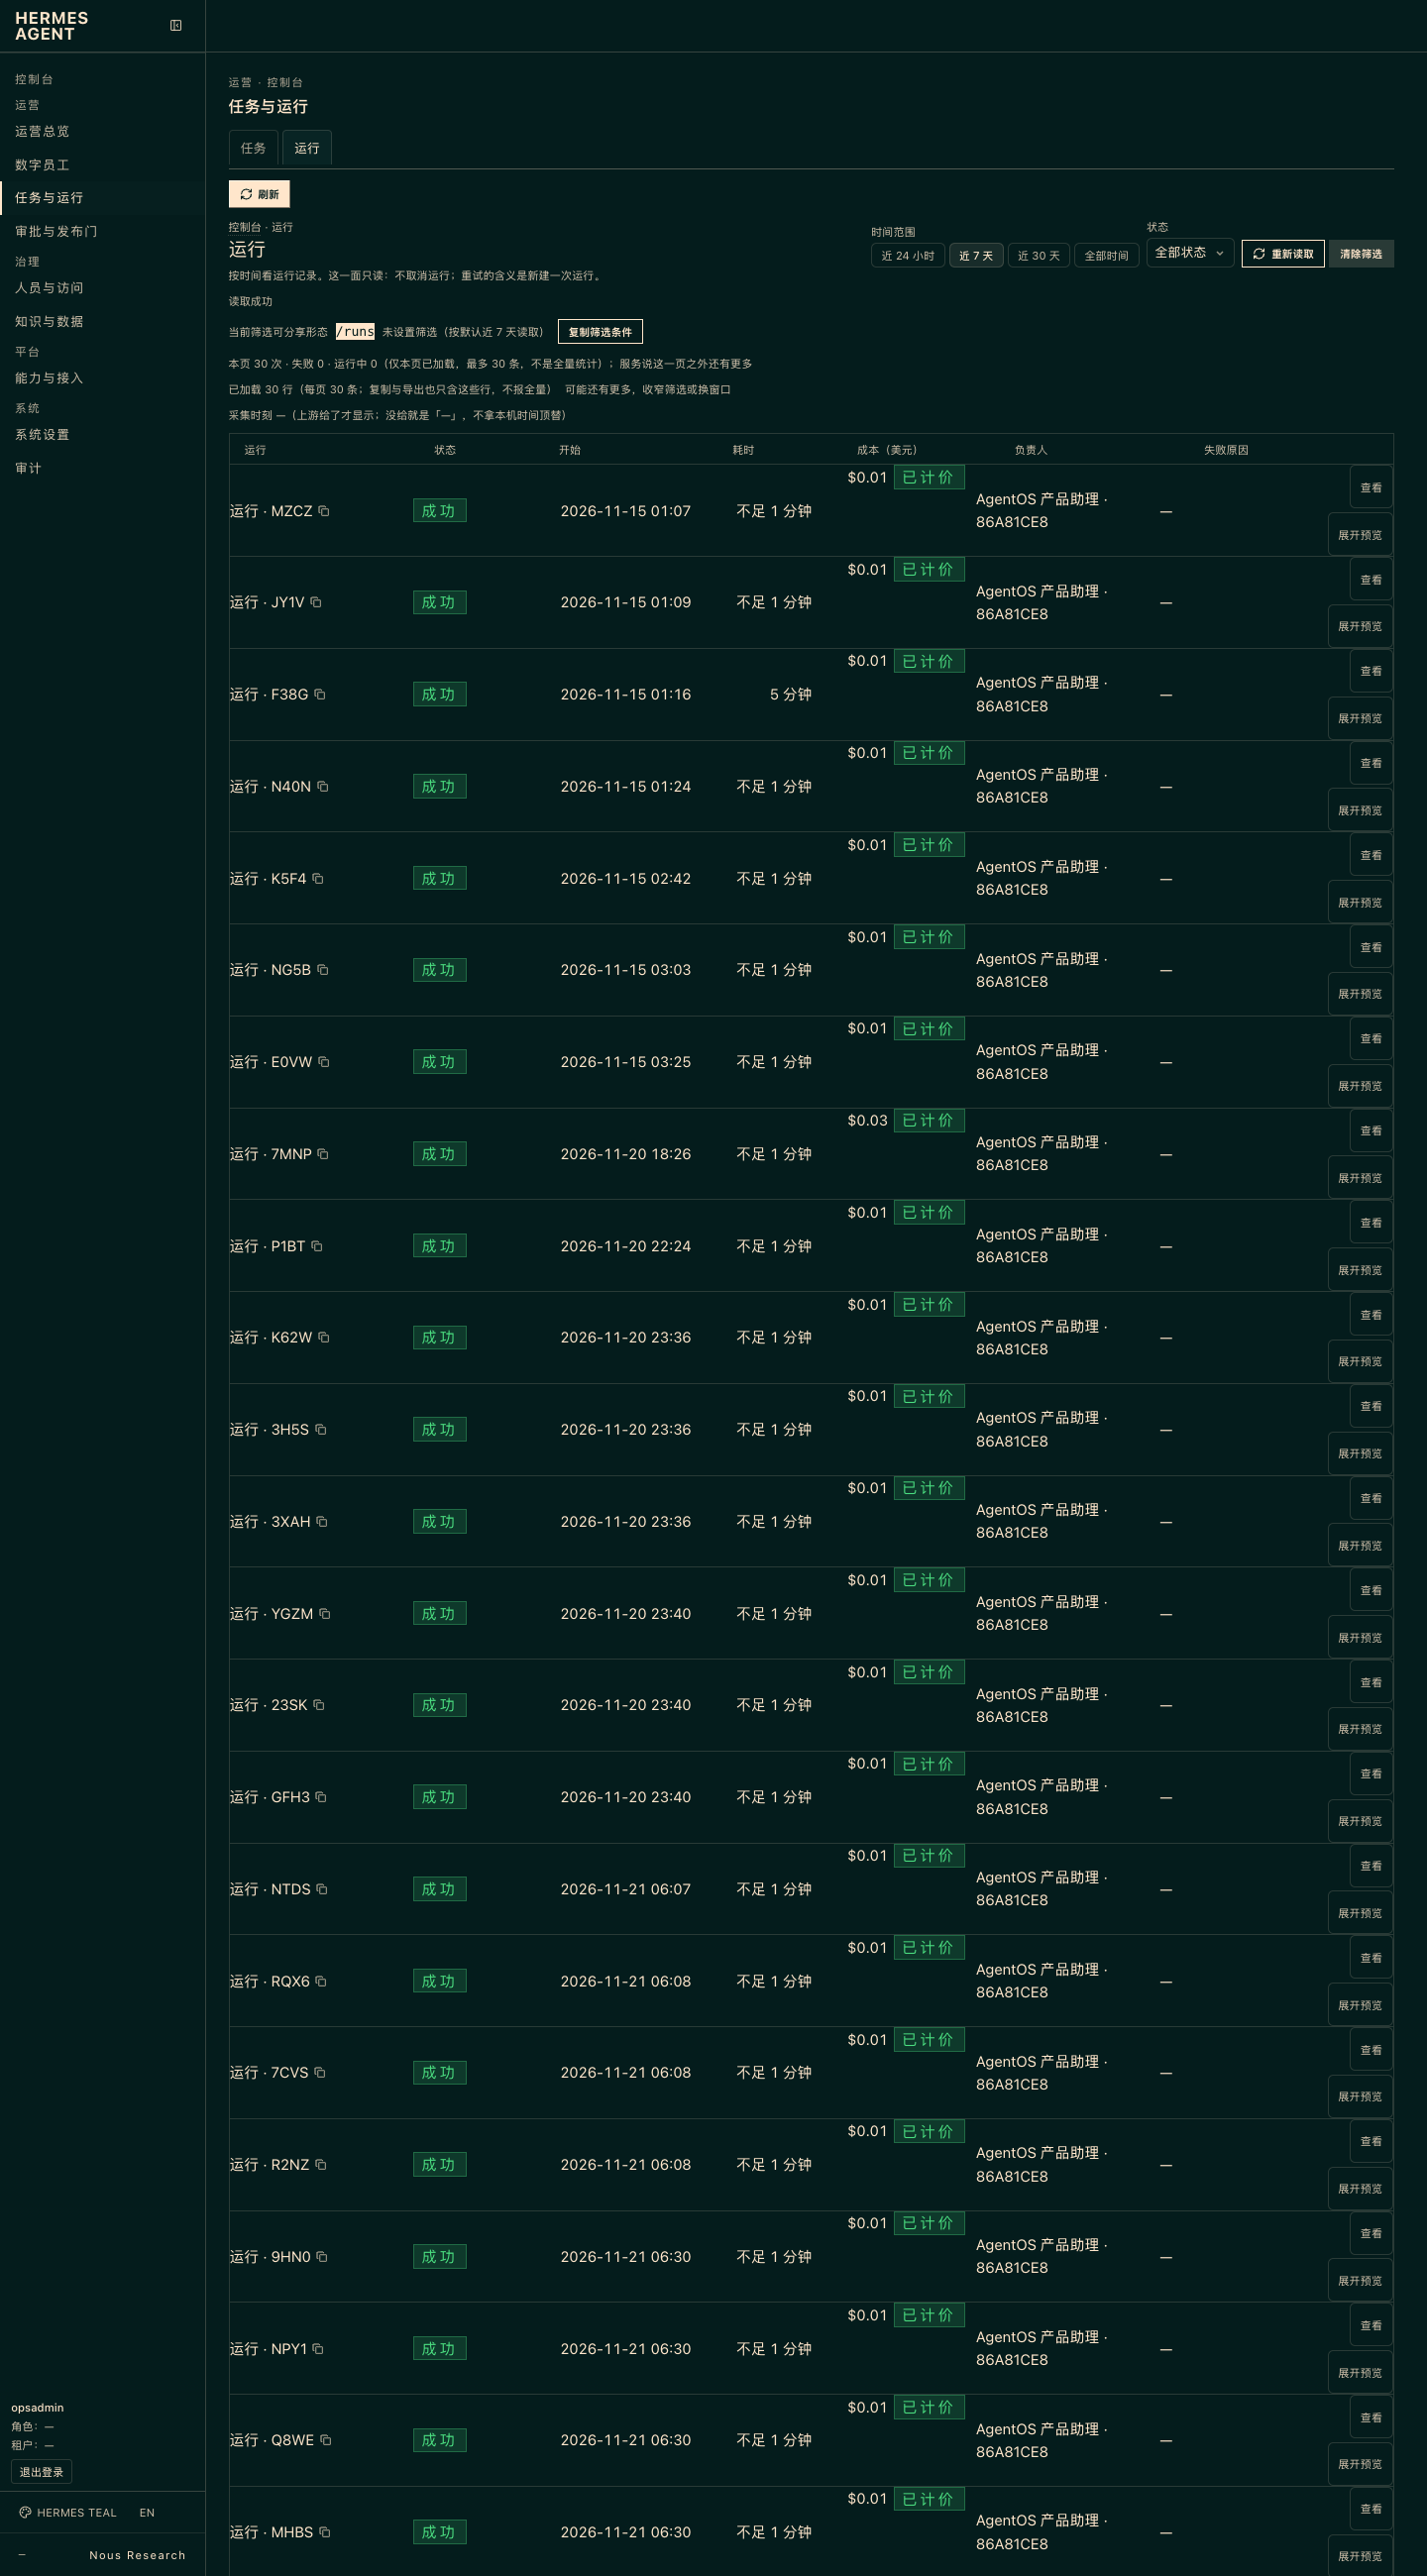 HERMES
AGENT
控制台
运营
运营总览
数字员工
任务与运行
审批与发布门
治理
人员与访问
知识与数据
平台
能力与接入
系统
系统设置
审计
opsadmin
角色：—
租户：—
退出登录
HERMES TEAL EN
— Nous Research
运营 · 控制台
任务与运行
任务 运行
刷新
控制台 · 运行
运行
按时间看运行记录。这一面只读：不取消运行；重试的含义是新建一次运行。
读取成功
时间范围
近 24 小时 近 7 天 近 30 天 全部时间
状态
全部状态
重新读取 清除筛选
当前筛选可分享形态 /runs 未设置筛选（按默认近 7 天读取） 复制筛选条件
本页 30 次 · 失败 0 · 运行中 0（仅本页已加载，最多 30 条，不是全量统计）；服务说这一页之外还有更多
已加载 30 行（每页 30 条；复制与导出也只含这些行，不报全量） 可能还有更多，收窄筛选或换窗口
采集时刻 —（上游给了才显示；没给就是「—」，不拿本机时间顶替）
运行 状态 开始 耗时 成本（美元） 负责人 失败原因
运行 · MZCZ 成功 2026-11-15 01:07 不足 1 分钟 $0.01 已计价 AgentOS 产品助理 · 86A81CE8 — 查看 展开预览
运行 · JY1V 成功 2026-11-15 01:09 不足 1 分钟 $0.01 已计价 AgentOS 产品助理 · 86A81CE8 — 查看 展开预览
运行 · F38G 成功 2026-11-15 01:16 5 分钟 $0.01 已计价 AgentOS 产品助理 · 86A81CE8 — 查看 展开预览
运行 · N40N 成功 2026-11-15 01:24 不足 1 分钟 $0.01 已计价 AgentOS 产品助理 · 86A81CE8 — 查看 展开预览
运行 · K5F4 成功 2026-11-15 02:42 不足 1 分钟 $0.01 已计价 AgentOS 产品助理 · 86A81CE8 — 查看 展开预览
运行 · NG5B 成功 2026-11-15 03:03 不足 1 分钟 $0.01 已计价 AgentOS 产品助理 · 86A81CE8 — 查看 展开预览
运行 · E0VW 成功 2026-11-15 03:25 不足 1 分钟 $0.01 已计价 AgentOS 产品助理 · 86A81CE8 — 查看 展开预览
运行 · 7MNP 成功 2026-11-20 18:26 不足 1 分钟 $0.03 已计价 AgentOS 产品助理 · 86A81CE8 — 查看 展开预览
运行 · P1BT 成功 2026-11-20 22:24 不足 1 分钟 $0.01 已计价 AgentOS 产品助理 · 86A81CE8 — 查看 展开预览
运行 · K62W 成功 2026-11-20 23:36 不足 1 分钟 $0.01 已计价 AgentOS 产品助理 · 86A81CE8 — 查看 展开预览
运行 · 3H5S 成功 2026-11-20 23:36 不足 1 分钟 $0.01 已计价 AgentOS 产品助理 · 86A81CE8 — 查看 展开预览
运行 · 3XAH 成功 2026-11-20 23:36 不足 1 分钟 $0.01 已计价 AgentOS 产品助理 · 86A81CE8 — 查看 展开预览
运行 · YGZM 成功 2026-11-20 23:40 不足 1 分钟 $0.01 已计价 AgentOS 产品助理 · 86A81CE8 — 查看 展开预览
运行 · 23SK 成功 2026-11-20 23:40 不足 1 分钟 $0.01 已计价 AgentOS 产品助理 · 86A81CE8 — 查看 展开预览
运行 · GFH3 成功 2026-11-20 23:40 不足 1 分钟 $0.01 已计价 AgentOS 产品助理 · 86A81CE8 — 查看 展开预览
运行 · NTDS 成功 2026-11-21 06:07 不足 1 分钟 $0.01 已计价 AgentOS 产品助理 · 86A81CE8 — 查看 展开预览
运行 · RQX6 成功 2026-11-21 06:08 不足 1 分钟 $0.01 已计价 AgentOS 产品助理 · 86A81CE8 — 查看 展开预览
运行 · 7CVS 成功 2026-11-21 06:08 不足 1 分钟 $0.01 已计价 AgentOS 产品助理 · 86A81CE8 — 查看 展开预览
运行 · R2NZ 成功 2026-11-21 06:08 不足 1 分钟 $0.01 已计价 AgentOS 产品助理 · 86A81CE8 — 查看 展开预览
运行 · 9HN0 成功 2026-11-21 06:30 不足 1 分钟 $0.01 已计价 AgentOS 产品助理 · 86A81CE8 — 查看 展开预览
运行 · NPY1 成功 2026-11-21 06:30 不足 1 分钟 $0.01 已计价 AgentOS 产品助理 · 86A81CE8 — 查看 展开预览
运行 · Q8WE 成功 2026-11-21 06:30 不足 1 分钟 $0.01 已计价 AgentOS 产品助理 · 86A81CE8 — 查看 展开预览
运行 · MHBS 成功 2026-11-21 06:30 不足 1 分钟 $0.01 已计价 AgentOS 产品助理 · 86A81CE8 — 查看 展开预览